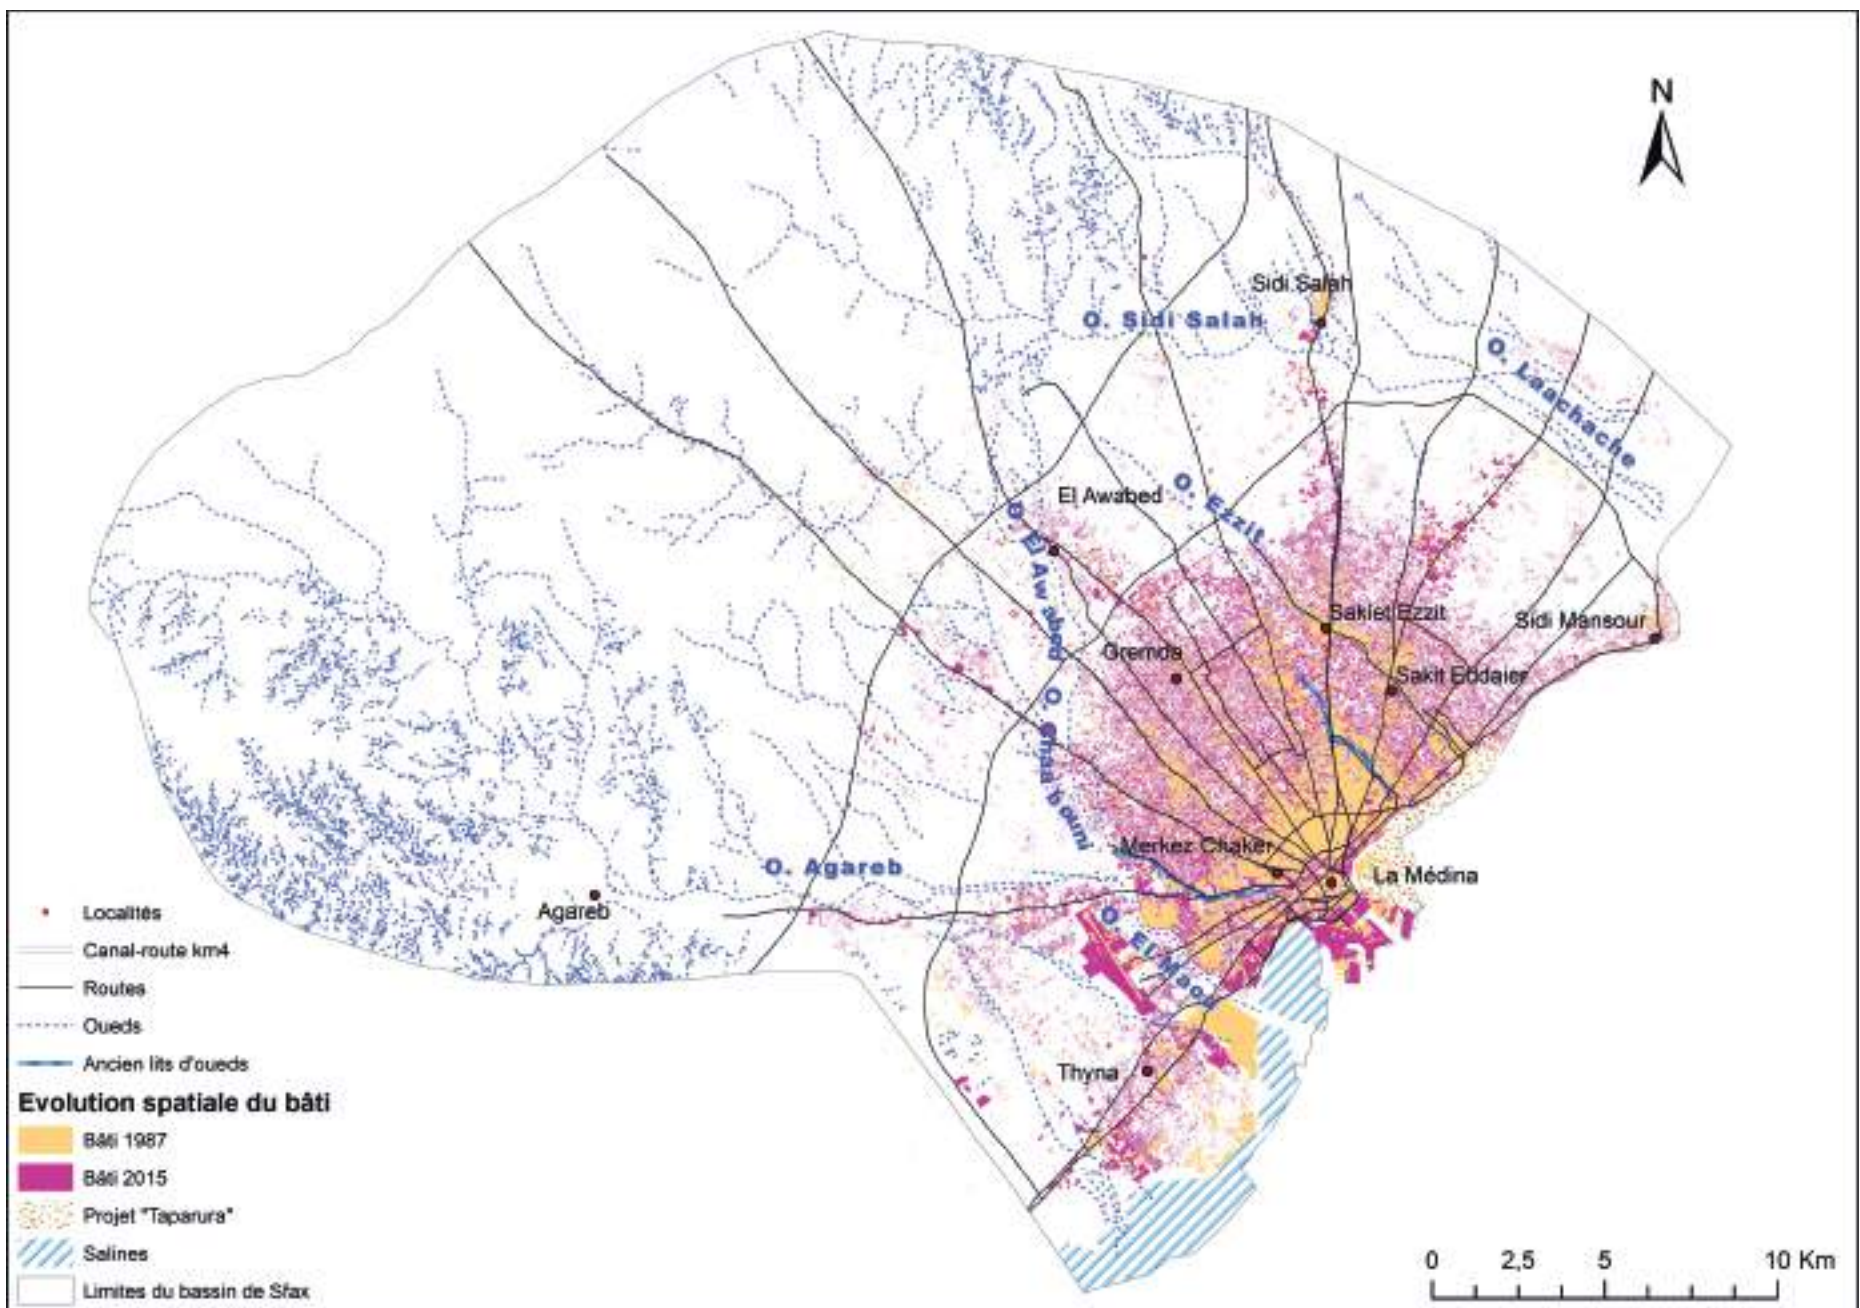 N
Sidi Salah
O. Sidi Salah
O. Laachache
El Awabed
O. Ezzit
O. El Awabed
Sakiet Ezzit
Sidi Mansour
Gremda
Sakit Eddaier
O. Chaa bouni
Merkez Chaker
O. Agareb
La Médina
Agareb
O. El Maou
Thyna
Localités
Canal-route km4
Routes
Oueds
Ancien lits d'oueds
Evolution spatiale du bâti
Bâti 1987
Bâti 2015
Projet "Taparura"
Salines
Limites du bassin de Sfax
0 2,5 5 10 Km